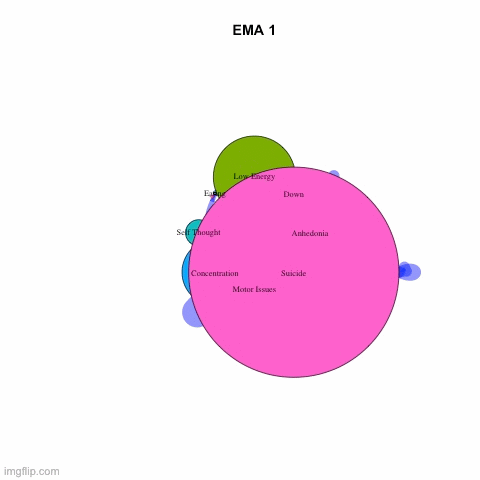 EMA 1
Low Energy
Eating
Down
Self Thought
Anhedonia
Concentration
Suicide
Motor Issues
imgflip.com